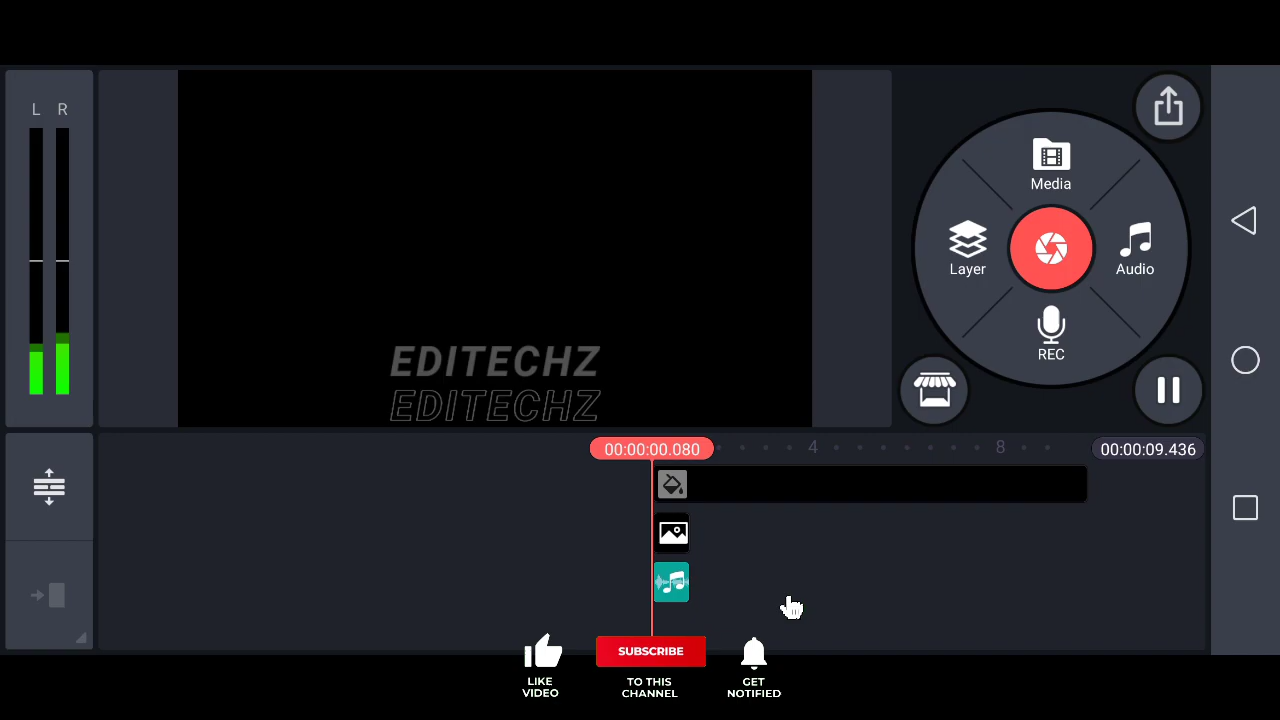 L R
Media
Layer
Audio
REC
EDITECHZ
EDITECHZ
00:00:00.080
4
8
00:00:09.436
LIKE
VIDEO
SUBSCRIBE
TO THIS
CHANNEL
GET
NOTIFIED